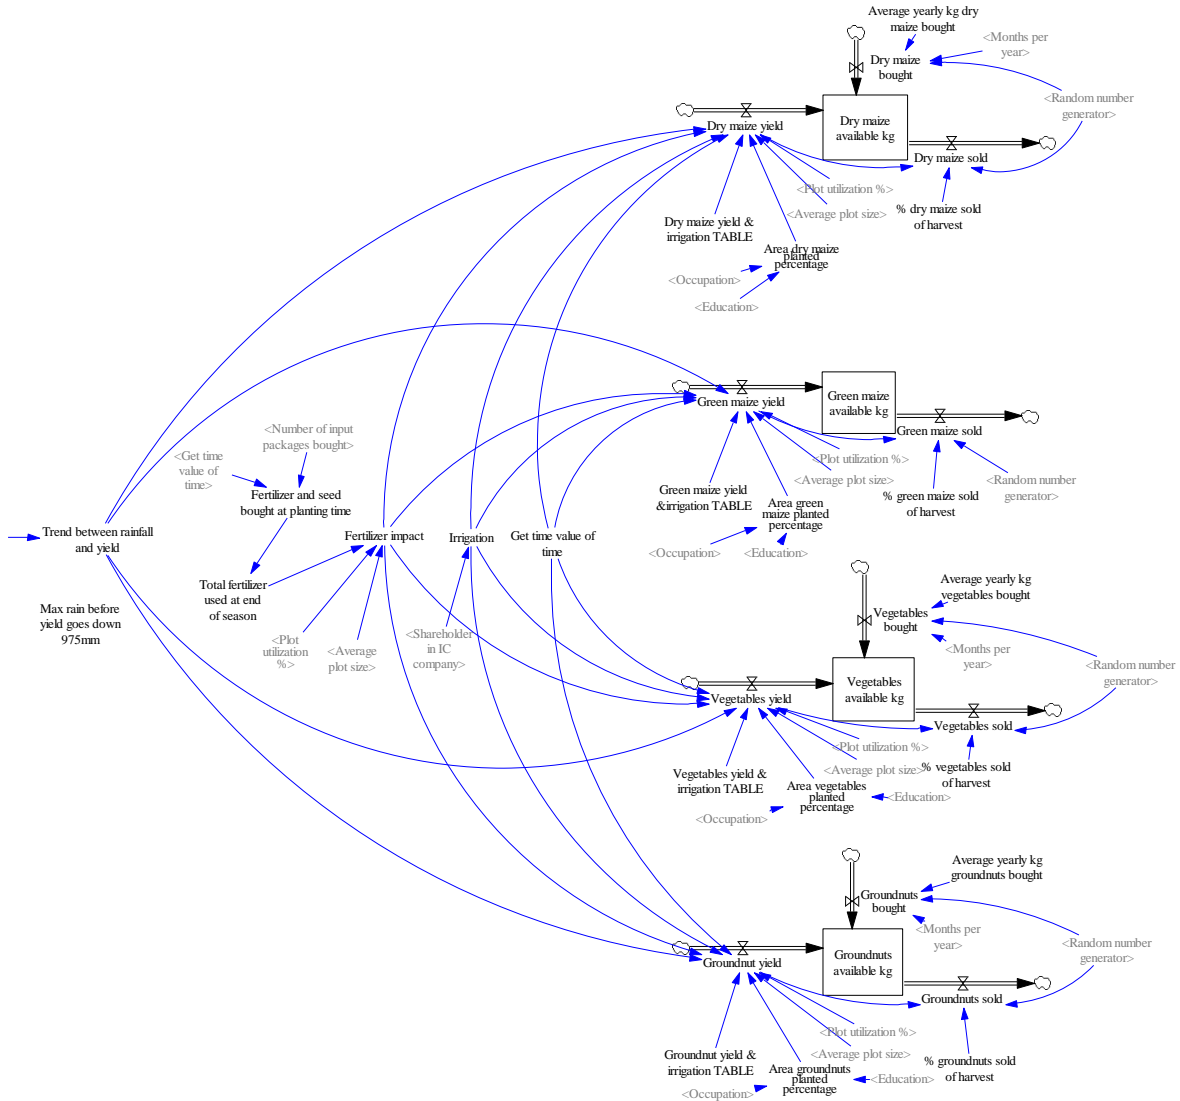 Average yearly kg dry
maize bought
<Months per
year>
Dry maize
bought
<Random number
generator>
Dry maize
available kg
Dry maize yield
Dry maize sold
<Plot utilization %>
<Average plot size>
% dry maize sold
of harvest
Dry maize yield &
irrigation TABLE
Area dry maize
planted
percentage
<Occupation>
<Education>
Green maize
available kg
Green maize yield
Green maize sold
<Plot utilization %>
<Average plot size>
<Random number
generator>
% green maize sold
of harvest
Green maize yield
&irrigation TABLE
Area green
maize planted
percentage
<Occupation>
<Education>
<Number of input
packages bought>
<Get time
value of
time>
Fertilizer and seed
bought at planting time
Trend between rainfall
and yield
Fertilizer impact
Irrigation
Get time value of
time
Total fertilizer
used at end
of season
Max rain before
yield goes down
975mm
<Plot
utilization
%>
<Average
plot size>
<Shareholder
in IC
company>
Average yearly kg
vegetables bought
Vegetables
bought
<Months per
year>
<Random number
generator>
Vegetables
available kg
Vegetables yield
Vegetables sold
<Plot utilization %>
<Average plot size>
% vegetables sold
of harvest
Vegetables yield &
irrigation TABLE
Area vegetables
planted
percentage
<Education>
<Occupation>
Average yearly kg
groundnuts bought
Groundnuts
bought
<Months per
year>
<Random number
generator>
Groundnuts
available kg
Groundnut yield
Groundnuts sold
<Plot utilization %>
<Average plot size>
% groundnuts sold
of harvest
Groundnut yield &
irrigation TABLE
Area groundnuts
planted
percentage
<Education>
<Occupation>